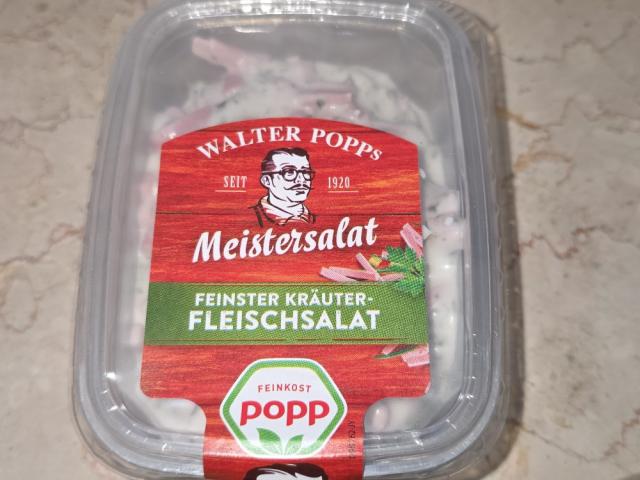 WALTER POPPs
SEIT 1920
Meistersalat
FEINSTER KRÄUTER-
FLEISCHSALAT
FEINKOST
popp